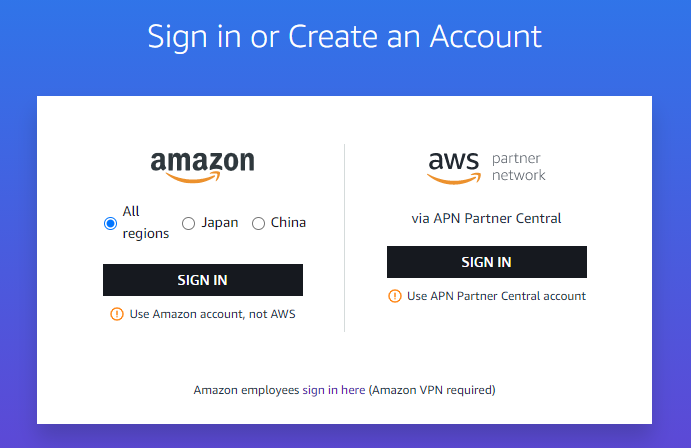 Sign in or Create an Account
amazon
All
regions
Japan
China
SIGN IN
Use Amazon account, not AWS
aws partner
network
via APN Partner Central
SIGN IN
Use APN Partner Central account
Amazon employees sign in here (Amazon VPN required)